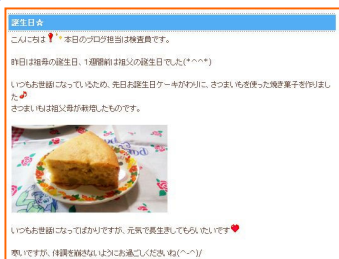 誕生日☆
こんにちは❗本日のブログ担当は検査員です。
昨日は祖母の誕生日、1週間前は祖父の誕生日でした(*^^*)
いつもお世話になっているため、先日お誕生日ケーキがわりに、さつまいもを使った焼き菓子を作りまし
た🎵
さつまいもは祖父母が栽培したものです。
いつもお世話になってばかりですが、元気で長生きしてもらいたいです❤
寒いですが、体調を崩さないようにお過ごしくださいね(^-^)/